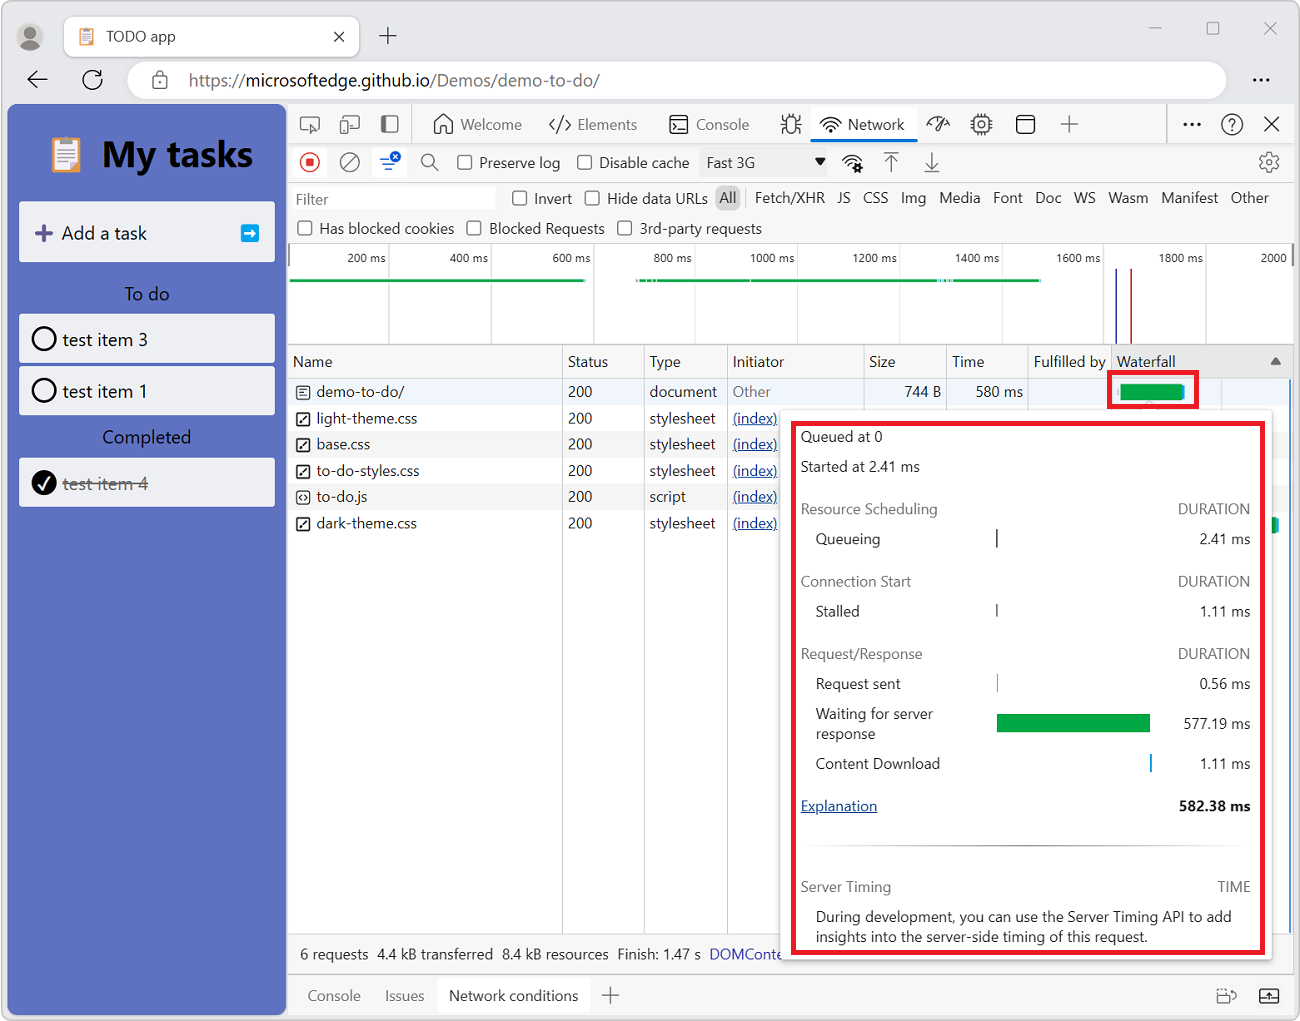 TODO app
https://microsoftedge.github.io/Demos/demo-to-do/
My tasks
Add a task
To do
test item 3
test item 1
Completed
test item 4
Welcome Elements Console Network
Preserve log Disable cache Fast 3G
Filter Invert Hide data URLs All Fetch/XHR JS CSS Img Media Font Doc WS Wasm Manifest Other
Has blocked cookies Blocked Requests 3rd-party requests
200 ms 400 ms 600 ms 800 ms 1000 ms 1200 ms 1400 ms 1600 ms 1800 ms 2000
Name Status Type Initiator Size Time Fulfilled by Waterfall
demo-to-do/ 200 document Other 744 B 580 ms
light-theme.css 200 stylesheet (index)
base.css 200 stylesheet (index)
to-do-styles.css 200 stylesheet (index)
to-do.js 200 script (index)
dark-theme.css 200 stylesheet (index)
Queued at 0
Started at 2.41 ms
Resource Scheduling DURATION
Queueing 2.41 ms
Connection Start DURATION
Stalled 1.11 ms
Request/Response DURATION
Request sent 0.56 ms
Waiting for server
response 577.19 ms
Content Download 1.11 ms
Explanation 582.38 ms
Server Timing TIME
During development, you can use the Server Timing API to add
insights into the server-side timing of this request.
6 requests 4.4 kB transferred 8.4 kB resources Finish: 1.47 s DOMConte
Console Issues Network conditions